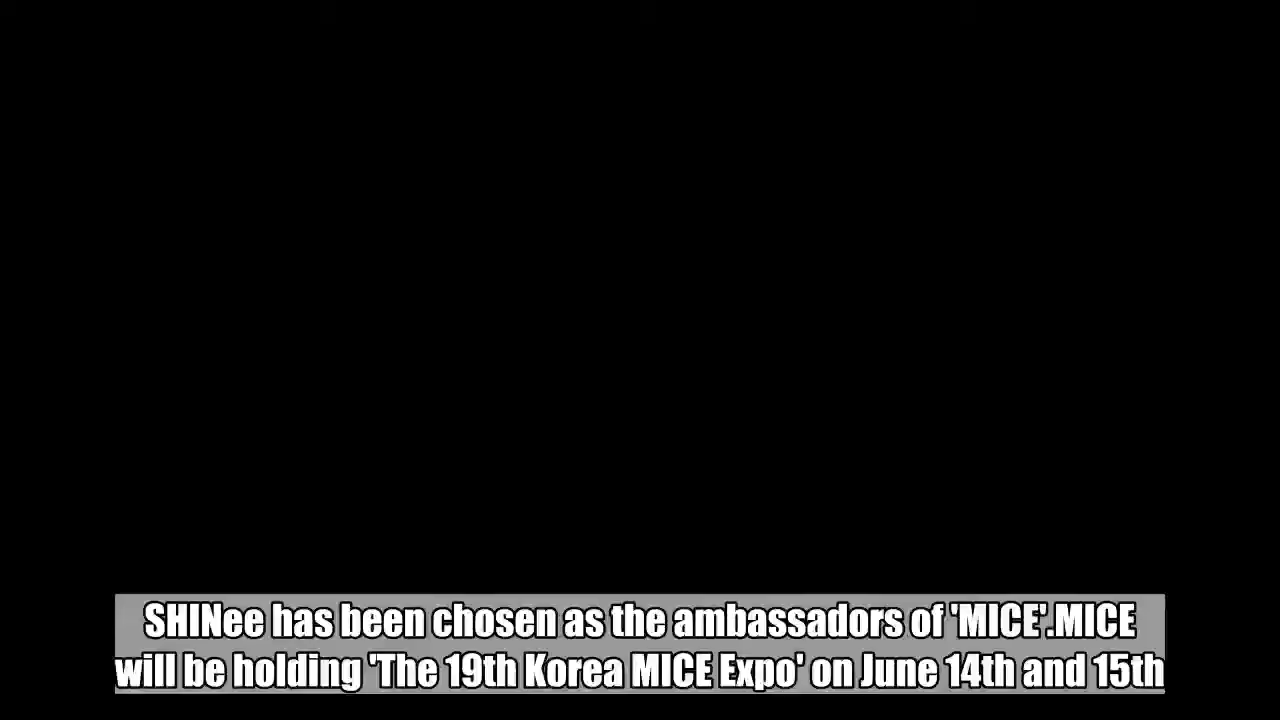 SHINee has been chosen as the ambassadors of 'MICE'.MICE
will be holding 'The 19th Korea MICE Expo' on June 14th and 15th